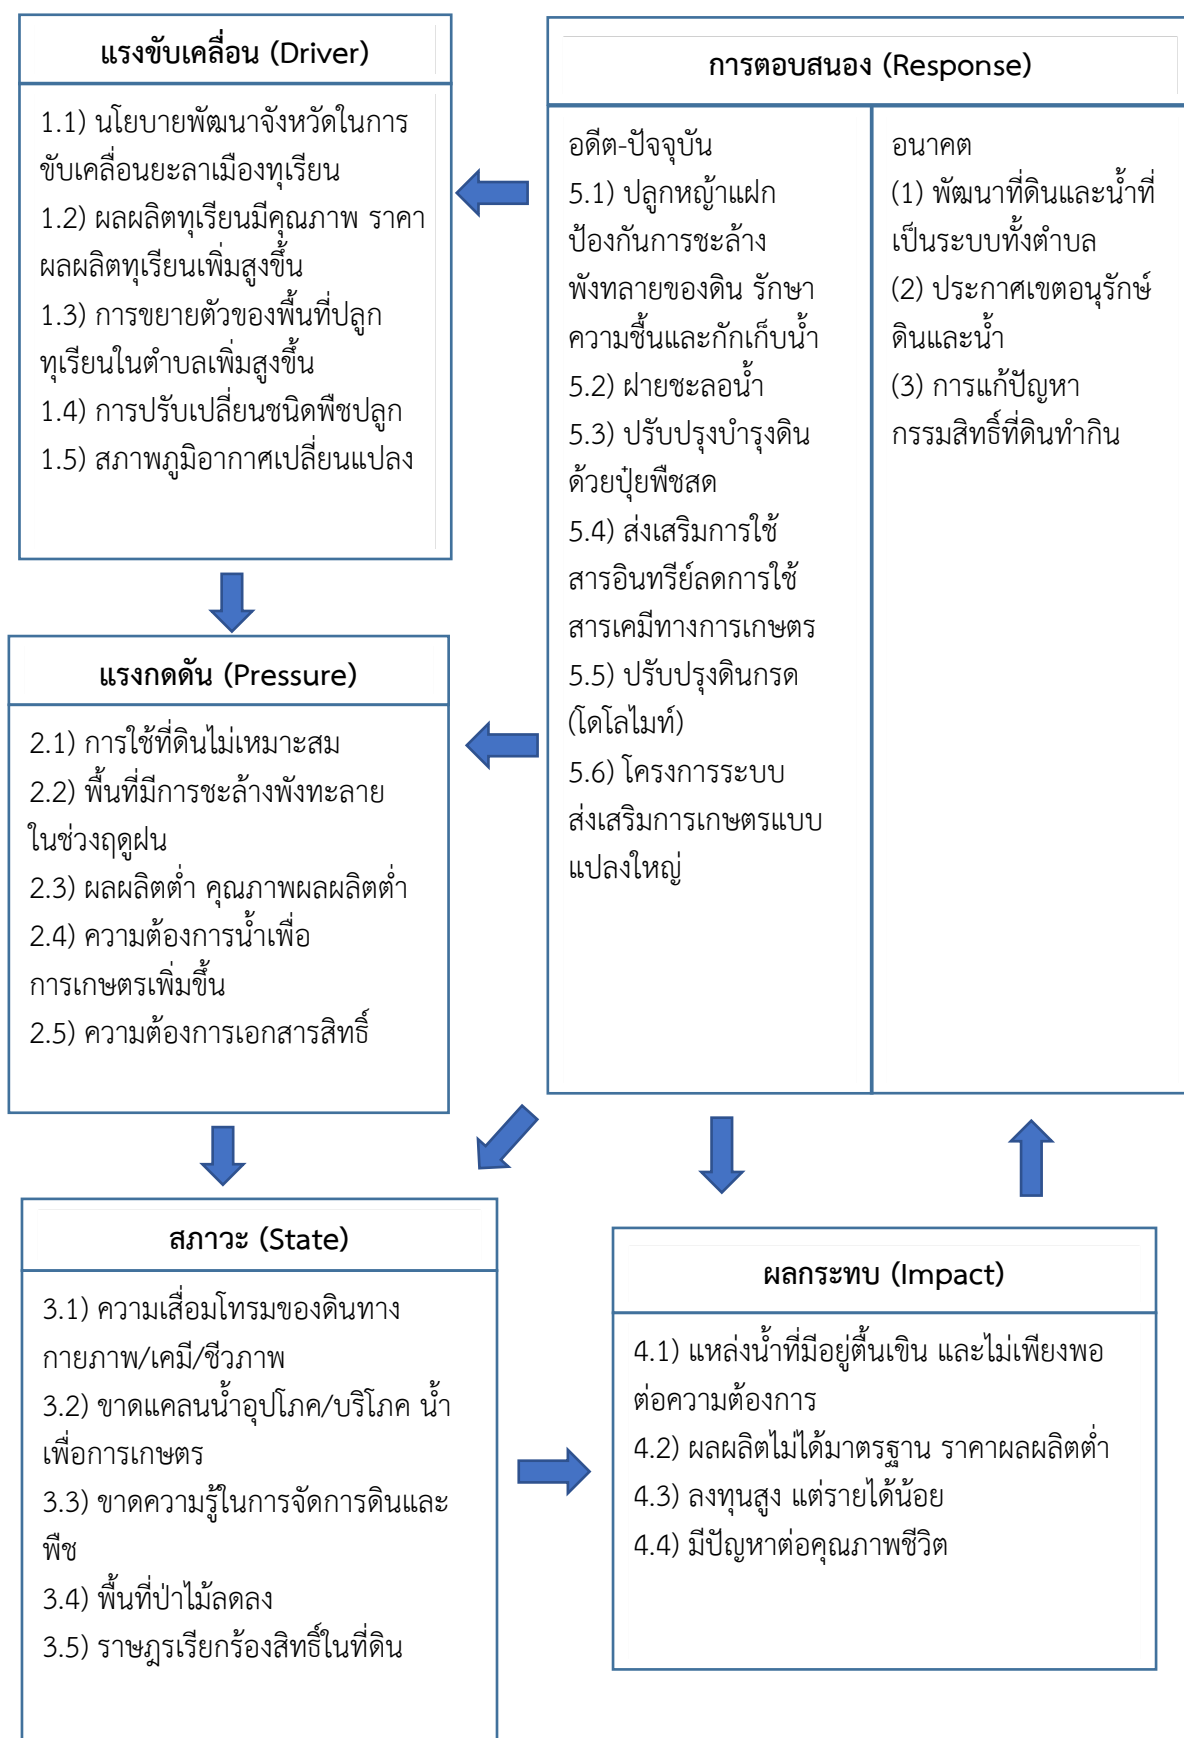 แรงขับเคลื่อน (Driver)
1.1) นโยบายพัฒนาจังหวัดในการ
ขับเคลื่อนยะลาเมืองทุเรียน
1.2) ผลผลิตทุเรียนมีคุณภาพ ราคา
ผลผลิตทุเรียนเพิ่มสูงขึ้น
1.3) การขยายตัวของพื้นที่ปลูก
ทุเรียนในตำบลเพิ่มสูงขึ้น
1.4) การปรับเปลี่ยนชนิดพืชปลูก
1.5) สภาพภูมิอากาศเปลี่ยนแปลง
แรงกดดัน (Pressure)
2.1) การใช้ที่ดินไม่เหมาะสม
2.2) พื้นที่มีการชะล้างพังทะลาย
ในช่วงฤดูฝน
2.3) ผลผลิตต่ำ คุณภาพผลผลิตต่ำ
2.4) ความต้องการน้ำเพื่อ
การเกษตรเพิ่มขึ้น
2.5) ความต้องการเอกสารสิทธิ์
สภาวะ (State)
3.1) ความเสื่อมโทรมของดินทาง
กายภาพ/เคมี/ชีวภาพ
3.2) ขาดแคลนน้ำอุปโภค/บริโภค น้ำ
เพื่อการเกษตร
3.3) ขาดความรู้ในการจัดการดินและ
พืช
3.4) พื้นที่ป่าไม้ลดลง
3.5) ราษฎรเรียกร้องสิทธิ์ในที่ดิน
การตอบสนอง (Response)
อดีต-ปัจจุบัน
5.1) ปลูกหญ้าแฝก
ป้องกันการชะล้าง
พังทลายของดิน รักษา
ความชื้นและกักเก็บน้ำ
5.2) ฝายชะลอน้ำ
5.3) ปรับปรุงบำรุงดิน
ด้วยปุ๋ยพืชสด
5.4) ส่งเสริมการใช้
สารอินทรีย์ลดการใช้
สารเคมีทางการเกษตร
5.5) ปรับปรุงดินกรด
(โดโลไมท์)
5.6) โครงการระบบ
ส่งเสริมการเกษตรแบบ
แปลงใหญ่
อนาคต
(1) พัฒนาที่ดินและน้ำที่
เป็นระบบทั้งตำบล
(2) ประกาศเขตอนุรักษ์
ดินและน้ำ
(3) การแก้ปัญหา
กรรมสิทธิ์ที่ดินทำกิน
ผลกระทบ (Impact)
4.1) แหล่งน้ำที่มีอยู่ตื้นเขิน และไม่เพียงพอ
ต่อความต้องการ
4.2) ผลผลิตไม่ได้มาตรฐาน ราคาผลผลิตต่ำ
4.3) ลงทุนสูง แต่รายได้น้อย
4.4) มีปัญหาต่อคุณภาพชีวิต